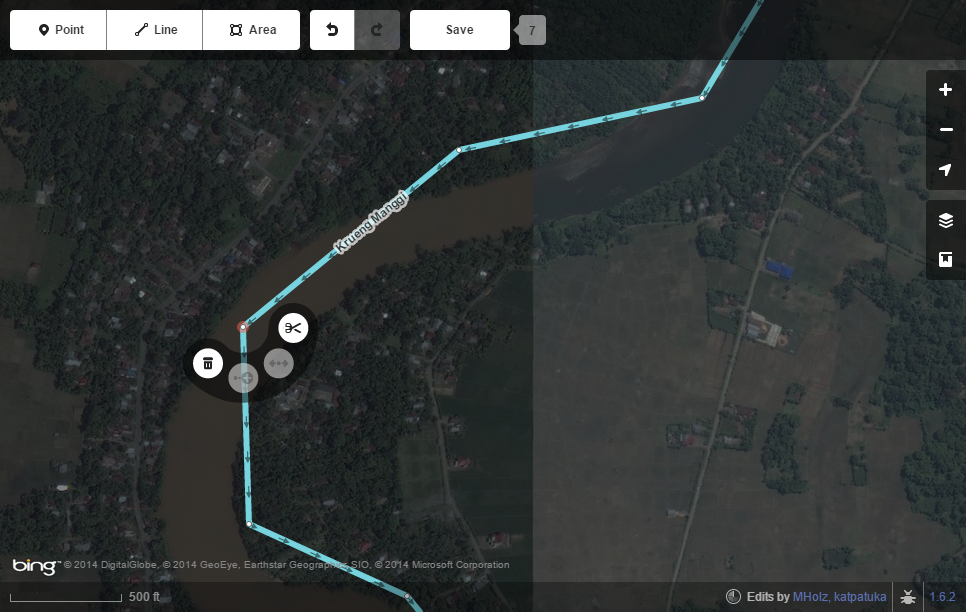 Point
Line
Area
Save
7
Krueng Manggi
bing™ © 2014 DigitalGlobe, © 2014 GeoEye, Earthstar Geographics SIO, © 2014 Microsoft Corporation
500 ft
Edits by MHolz, katpatuka
1.6.2